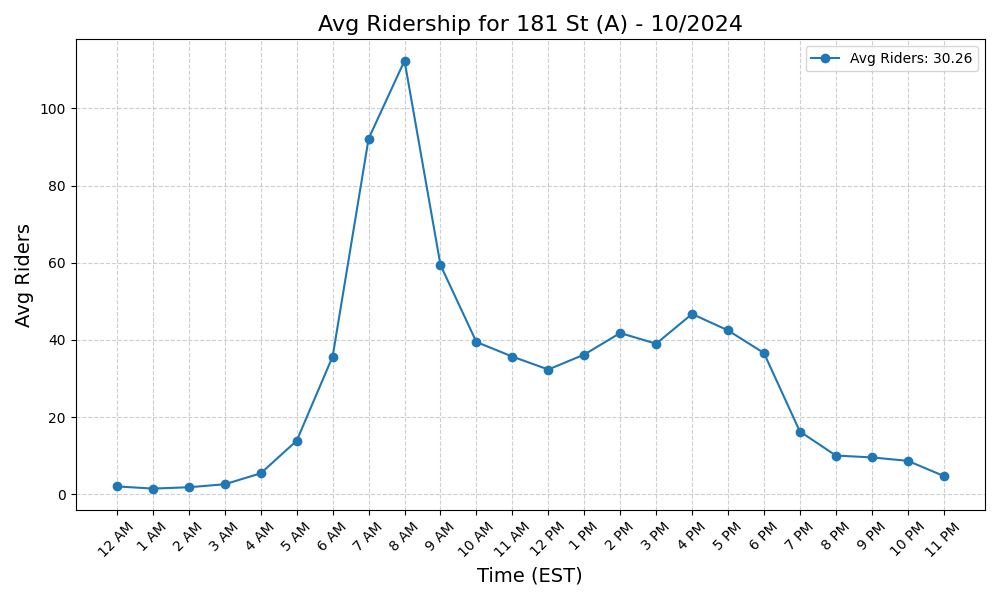 Avg Ridership for 181 St (A) - 10/2024
Avg Riders: 30.26
Avg Riders
100
80
60
40
20
0
12 AM
1 AM
2 AM
3 AM
4 AM
5 AM
6 AM
7 AM
8 AM
9 AM
10 AM
11 AM
12 PM
1 PM
2 PM
3 PM
4 PM
5 PM
6 PM
7 PM
8 PM
9 PM
10 PM
11 PM
Time (EST)